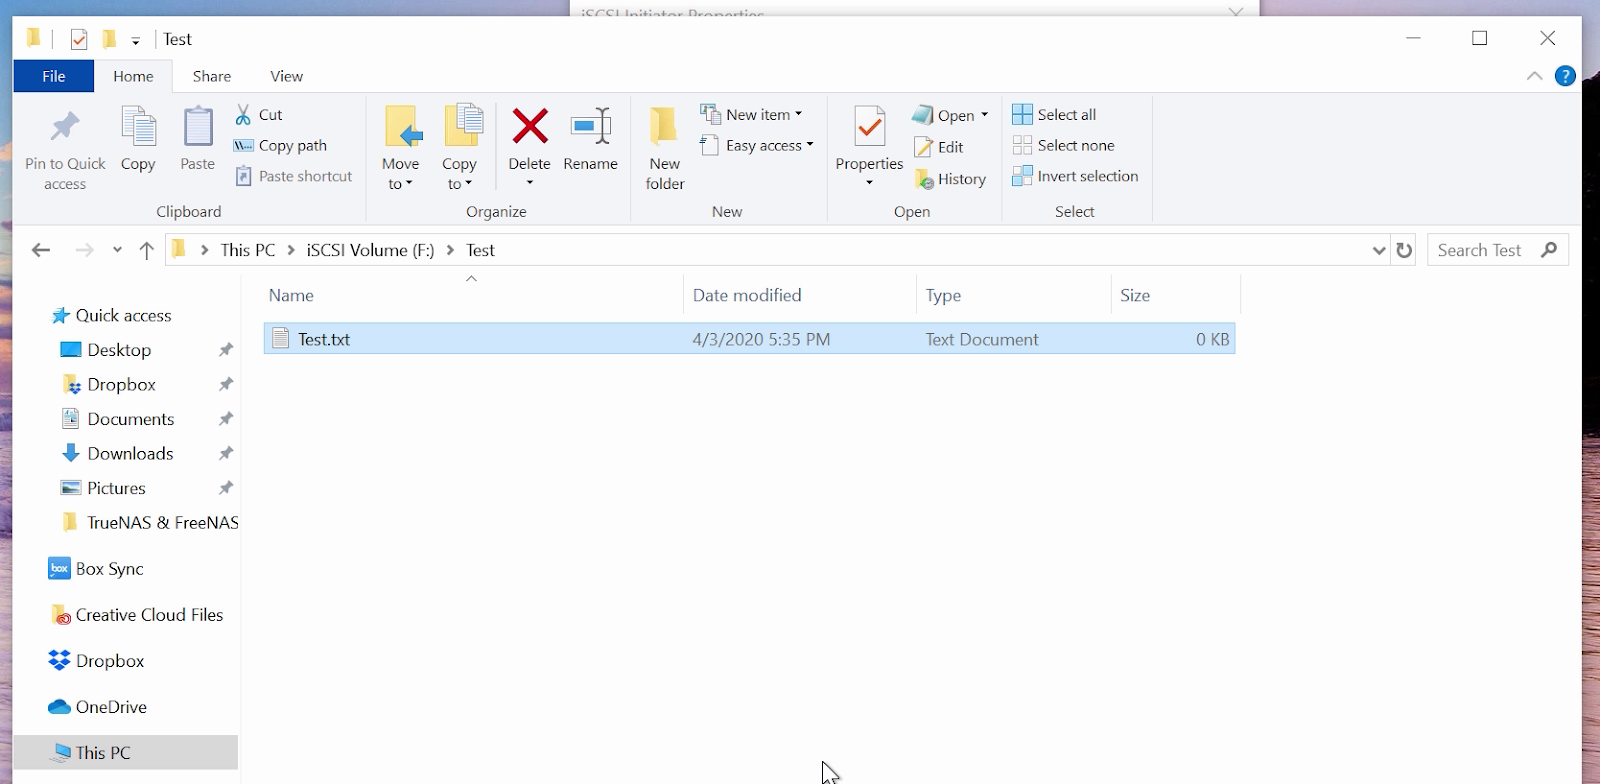 iSCSI Initiator Properties
Test
File Home Share View
Pin to Quick access
Copy
Paste
Cut
Copy path
Paste shortcut
Clipboard
Move to
Copy to
Delete
Rename
Organize
New folder
New item
Easy access
New
Properties
Open
Edit
History
Open
Select all
Select none
Invert selection
Select
This PC > iSCSI Volume (F:) > Test
Search Test
Name Date modified Type Size
Test.txt 4/3/2020 5:35 PM Text Document 0 KB
Quick access
Desktop
Dropbox
Documents
Downloads
Pictures
TrueNAS & FreeNAS
box Box Sync
Creative Cloud Files
Dropbox
OneDrive
This PC